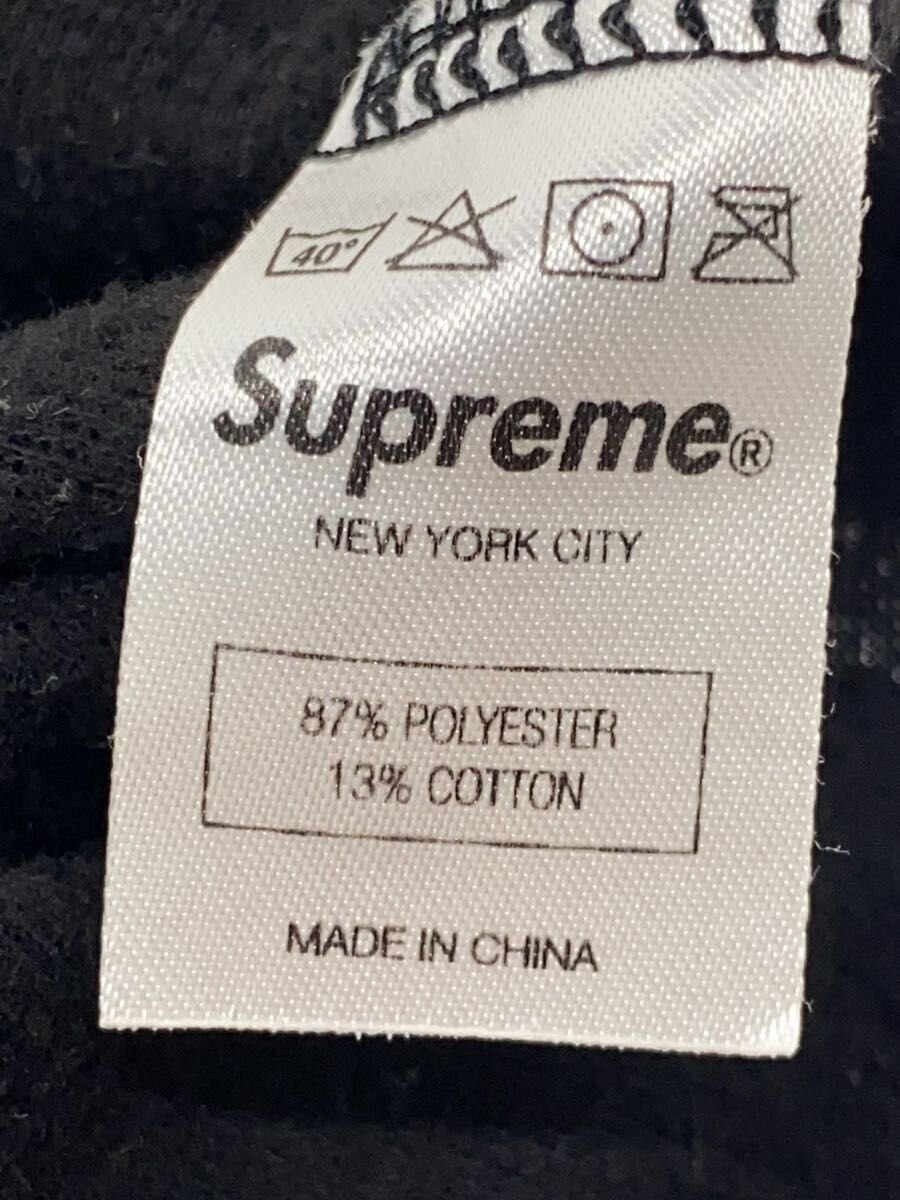 40°
Supreme®
NEW YORK CITY
87% POLYESTER
13% COTTON
MADE IN CHINA